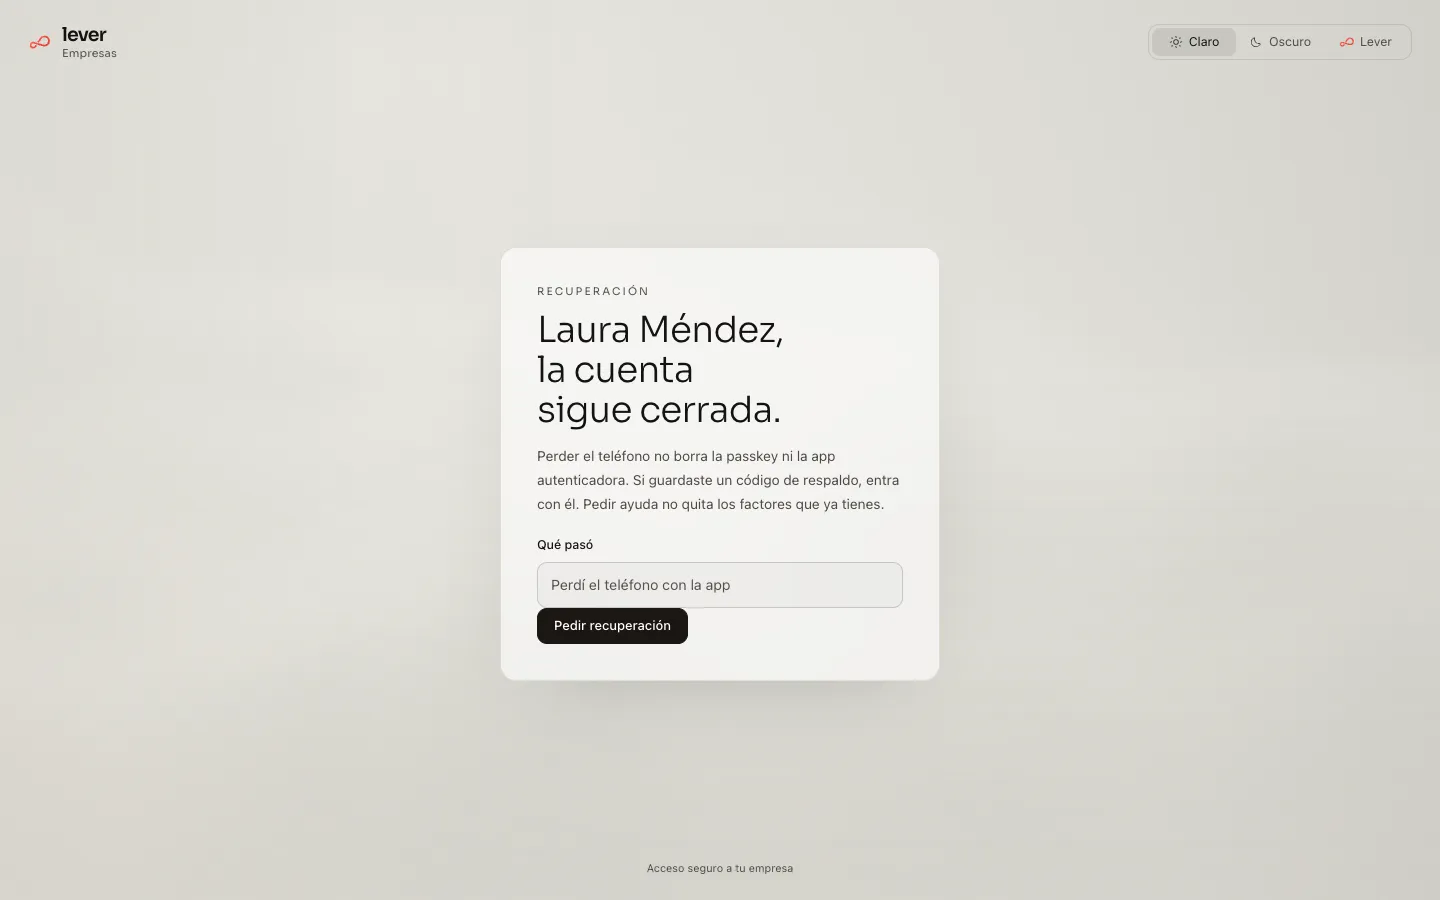 lever
Empresas
Claro
Oscuro
Lever
RECUPERACIÓN
Laura Méndez,
la cuenta
sigue cerrada.
Perder el teléfono no borra la passkey ni la app
autenticadora. Si guardaste un código de respaldo, entra
con él. Pedir ayuda no quita los factores que ya tienes.
Qué pasó
Perdí el teléfono con la app
Pedir recuperación
Acceso seguro a tu empresa